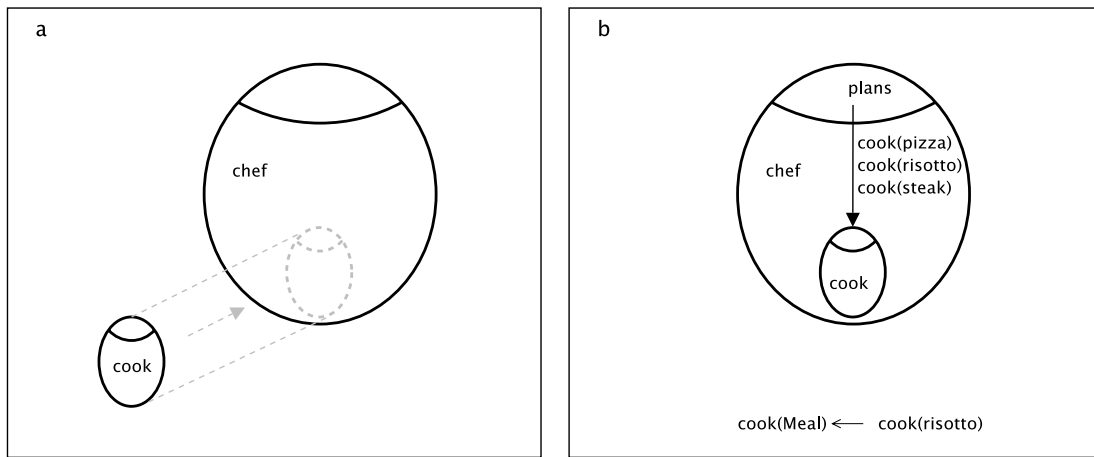 a
chef
cook
b
plans
cook(pizza)
cook(risotto)
cook(steak)
chef
cook
cook(Meal) ← cook(risotto)